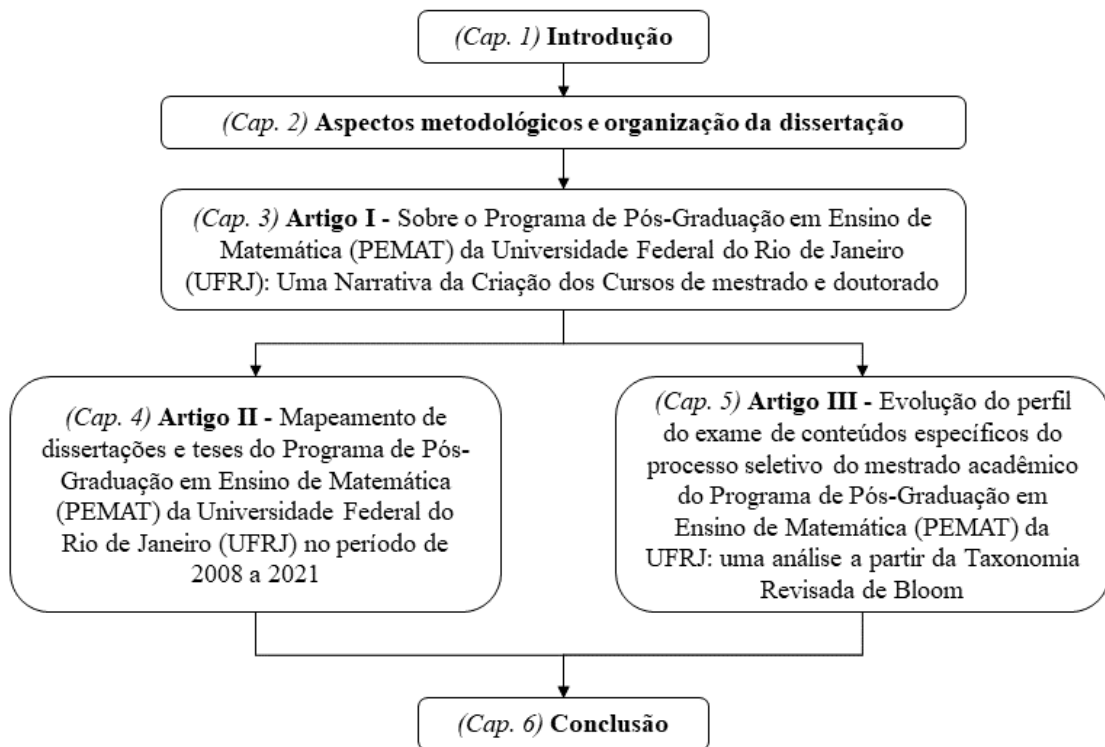 (Cap. 1) Introdução
(Cap. 2) Aspectos metodológicos e organização da dissertação
(Cap. 3) Artigo I - Sobre o Programa de Pós-Graduação em Ensino de
Matemática (PEMAT) da Universidade Federal do Rio de Janeiro
(UFRJ): Uma Narrativa da Criação dos Cursos de mestrado e doutorado
(Cap. 4) Artigo II - Mapeamento de
dissertações e teses do Programa de Pós-
Graduação em Ensino de Matemática
(PEMAT) da Universidade Federal do
Rio de Janeiro (UFRJ) no período de
2008 a 2021
(Cap. 5) Artigo III - Evolução do perfil
do exame de conteúdos específicos do
processo seletivo do mestrado acadêmico
do Programa de Pós-Graduação em
Ensino de Matemática (PEMAT) da
UFRJ: uma análise a partir da Taxonomia
Revisada de Bloom
(Cap. 6) Conclusão